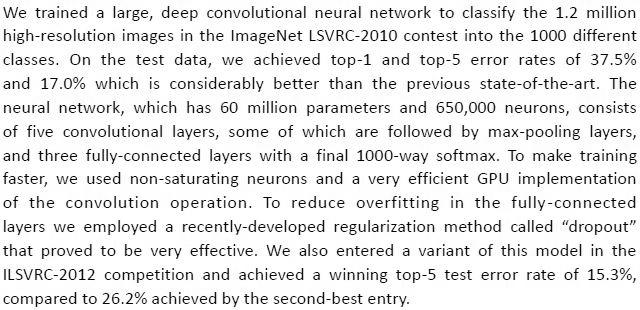 We trained a large, deep convolutional neural network to classify the 1.2 million
high-resolution images in the ImageNet LSVRC-2010 contest into the 1000 different
classes. On the test data, we achieved top-1 and top-5 error rates of 37.5%
and 17.0% which is considerably better than the previous state-of-the-art. The
neural network, which has 60 million parameters and 650,000 neurons, consists
of five convolutional layers, some of which are followed by max-pooling layers,
and three fully-connected layers with a final 1000-way softmax. To make training
faster, we used non-saturating neurons and a very efficient GPU implementation
of the convolution operation. To reduce overfitting in the fully-connected
layers we employed a recently-developed regularization method called “dropout”
that proved to be very effective. We also entered a variant of this model in the
ILSVRC-2012 competition and achieved a winning top-5 test error rate of 15.3%,
compared to 26.2% achieved by the second-best entry.